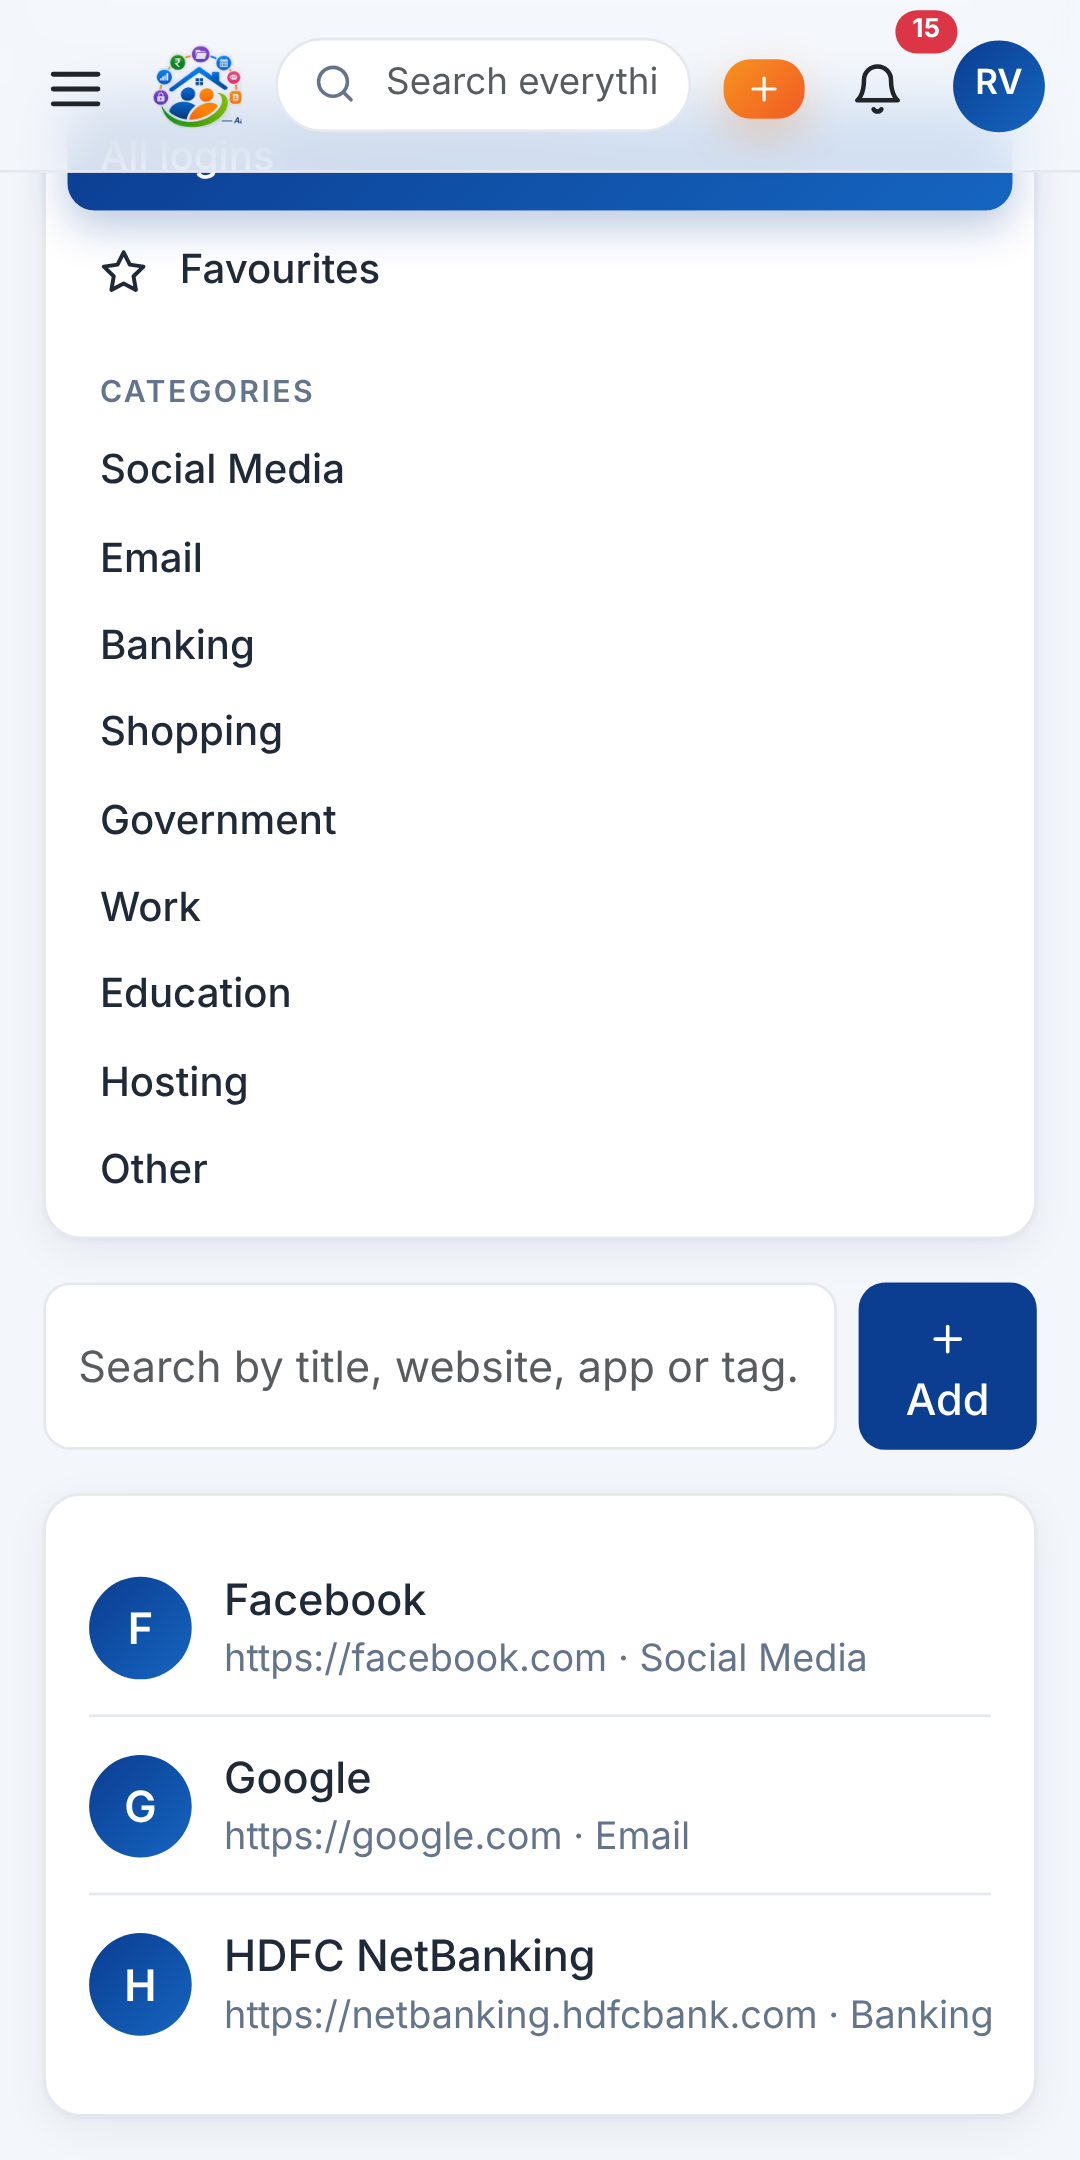 15
Search everythi
RV
All logins
Favourites
CATEGORIES
Social Media
Email
Banking
Shopping
Government
Work
Education
Hosting
Other
Search by title, website, app or tag.
+
Add
F
Facebook
https://facebook.com · Social Media
G
Google
https://google.com · Email
H
HDFC NetBanking
https://netbanking.hdfcbank.com · Banking